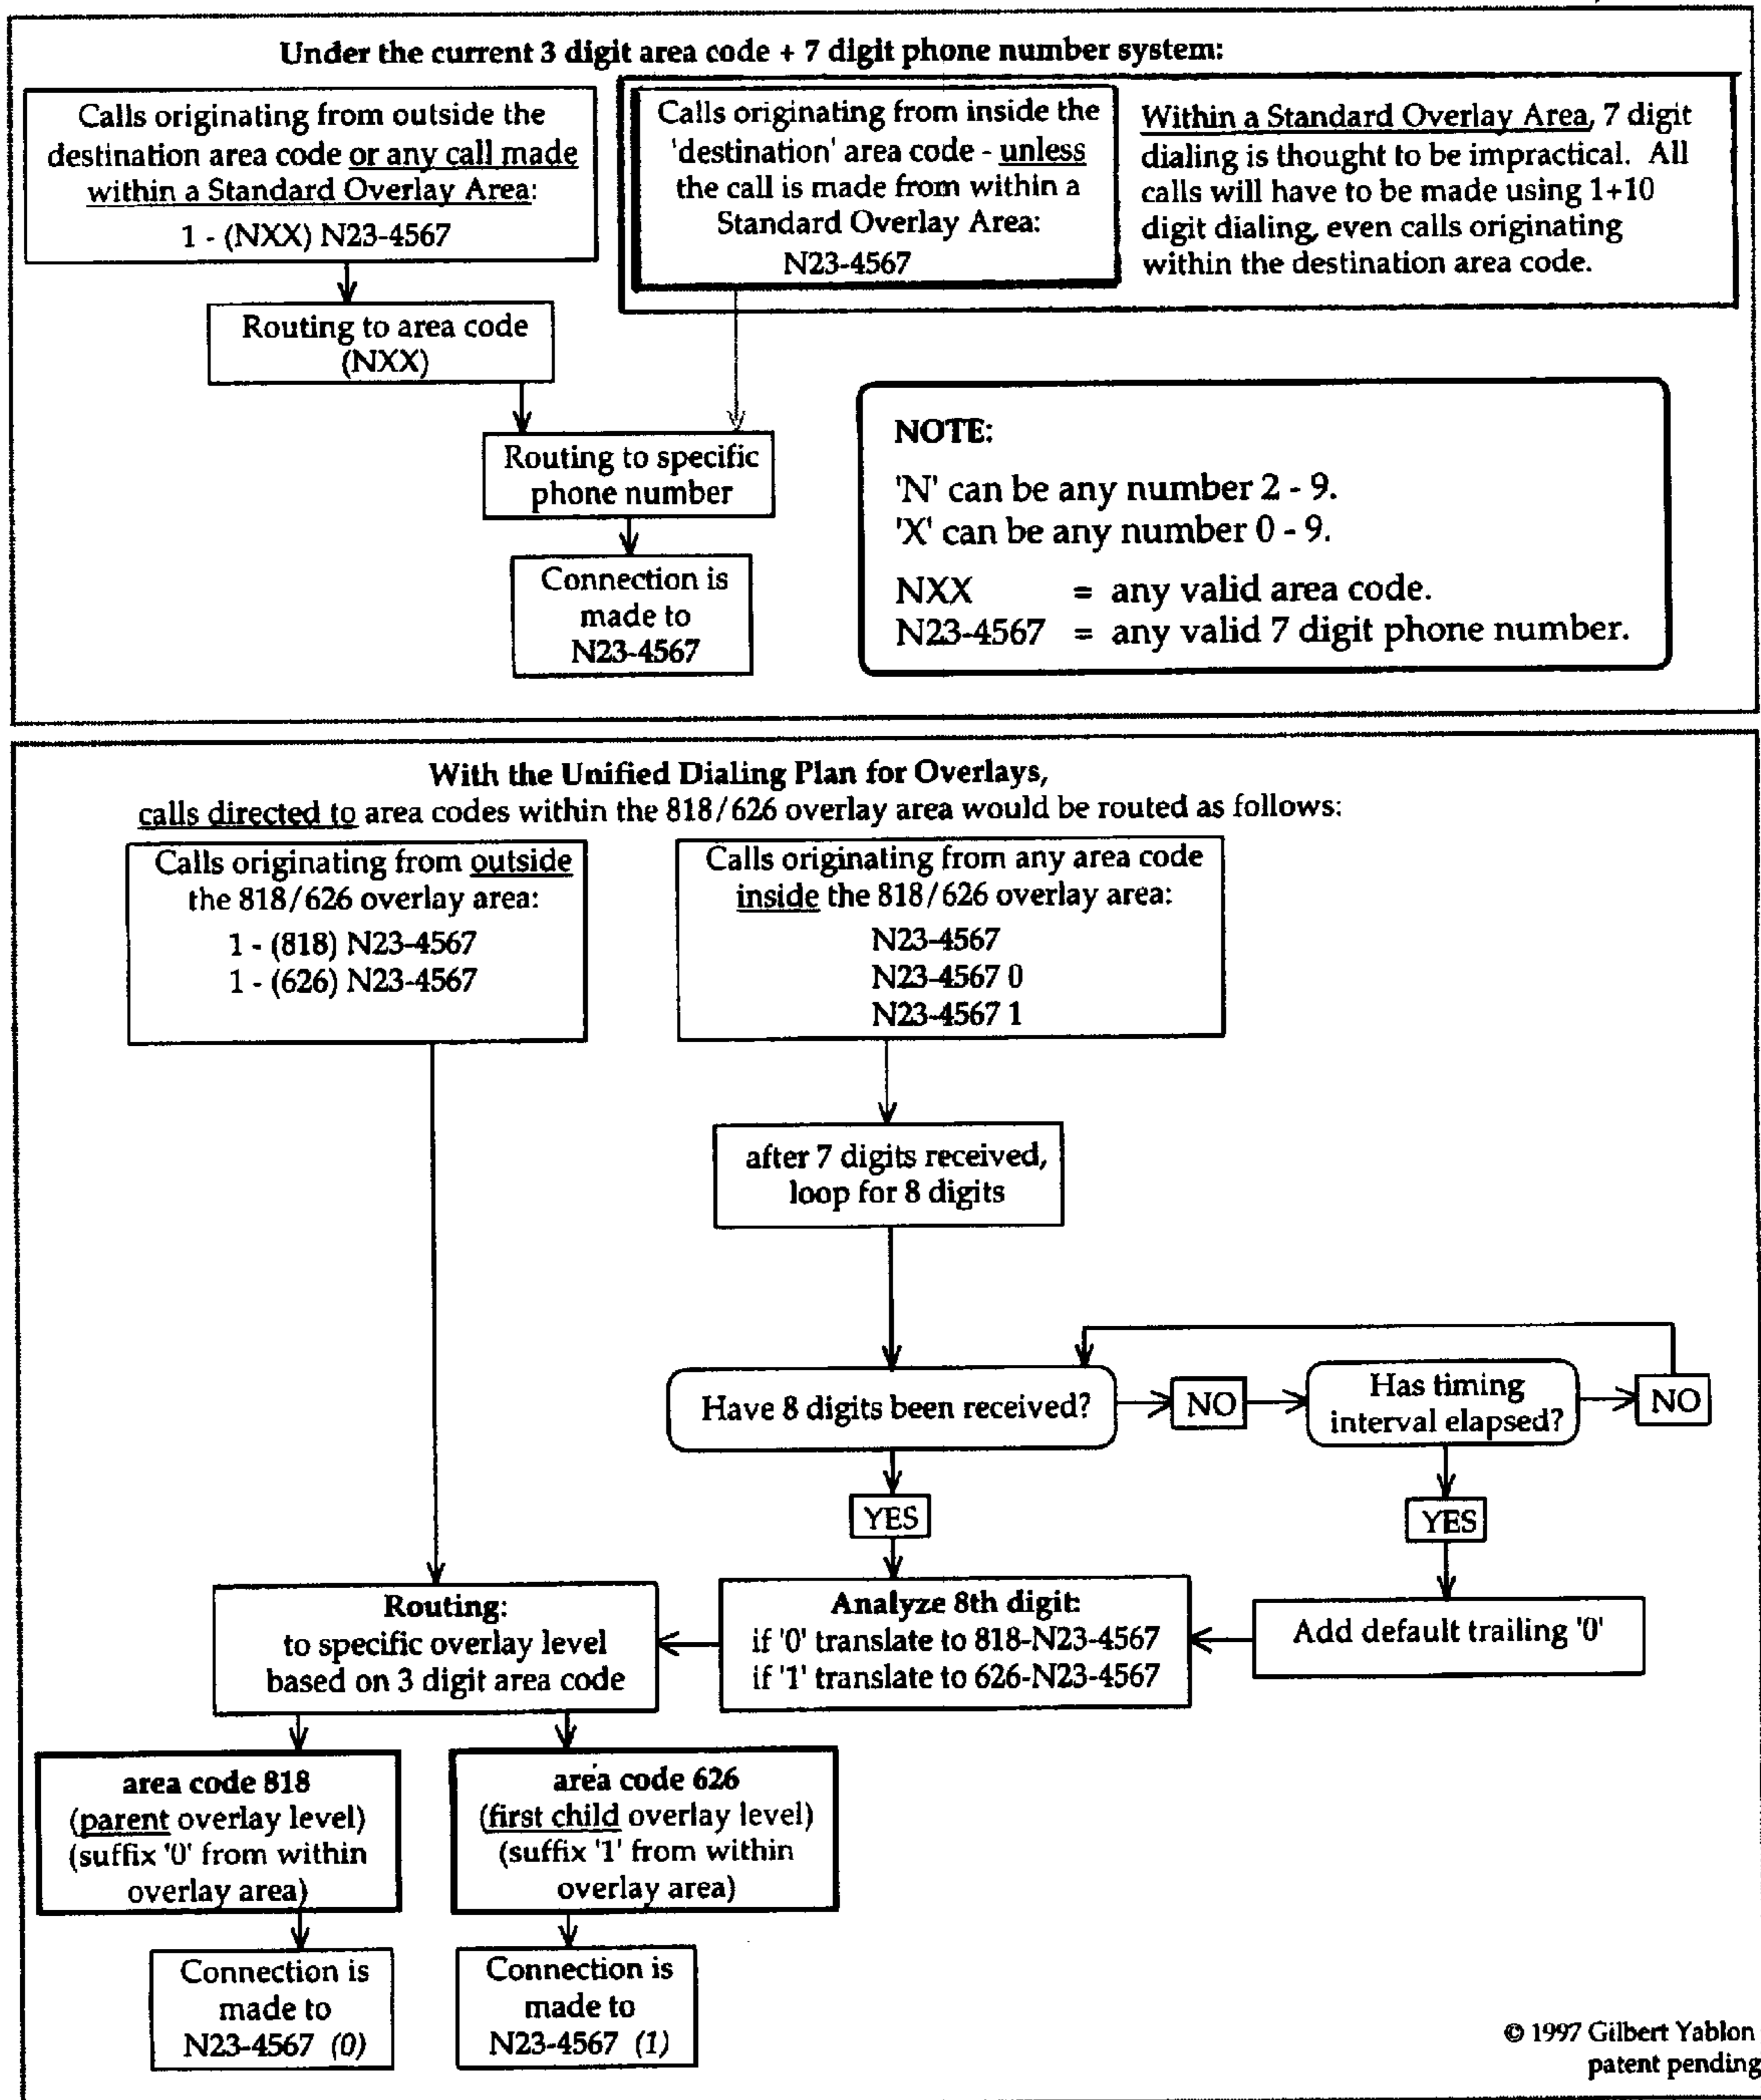 Under the current 3 digit area code + 7 digit phone number system:
Calls originating from outside the
destination area code or any call made
within a Standard Overlay Area:
1 - (NXX) N23-4567
Calls originating from inside the
'destination' area code - unless
the call is made from within a
Standard Overlay Area:
N23-4567
Within a Standard Overlay Area, 7 digit
dialing is thought to be impractical. All
calls will have to be made using 1+10
digit dialing, even calls originating
within the destination area code.
Routing to area code
(NXX)
Routing to specific
phone number
Connection is
made to
N23-4567
NOTE:
'N' can be any number 2 - 9.
'X' can be any number 0 - 9.
NXX = any valid area code.
N23-4567 = any valid 7 digit phone number.
With the Unified Dialing Plan for Overlays,
calls directed to area codes within the 818/626 overlay area would be routed as follows:
Calls originating from outside
the 818/626 overlay area:
1 - (818) N23-4567
1 - (626) N23-4567
Calls originating from any area code
inside the 818/626 overlay area:
N23-4567
N23-4567 0
N23-4567 1
after 7 digits received,
loop for 8 digits
Have 8 digits been received?
NO
Has timing
interval elapsed?
NO
YES
YES
Routing:
to specific overlay level
based on 3 digit area code
Analyze 8th digit:
if '0' translate to 818-N23-4567
if '1' translate to 626-N23-4567
Add default trailing '0'
area code 818
(parent overlay level)
(suffix '0' from within
overlay area)
area code 626
(first child overlay level)
(suffix '1' from within
overlay area)
Connection is
made to
N23-4567 (0)
Connection is
made to
N23-4567 (1)
© 1997 Gilbert Yablon
patent pending